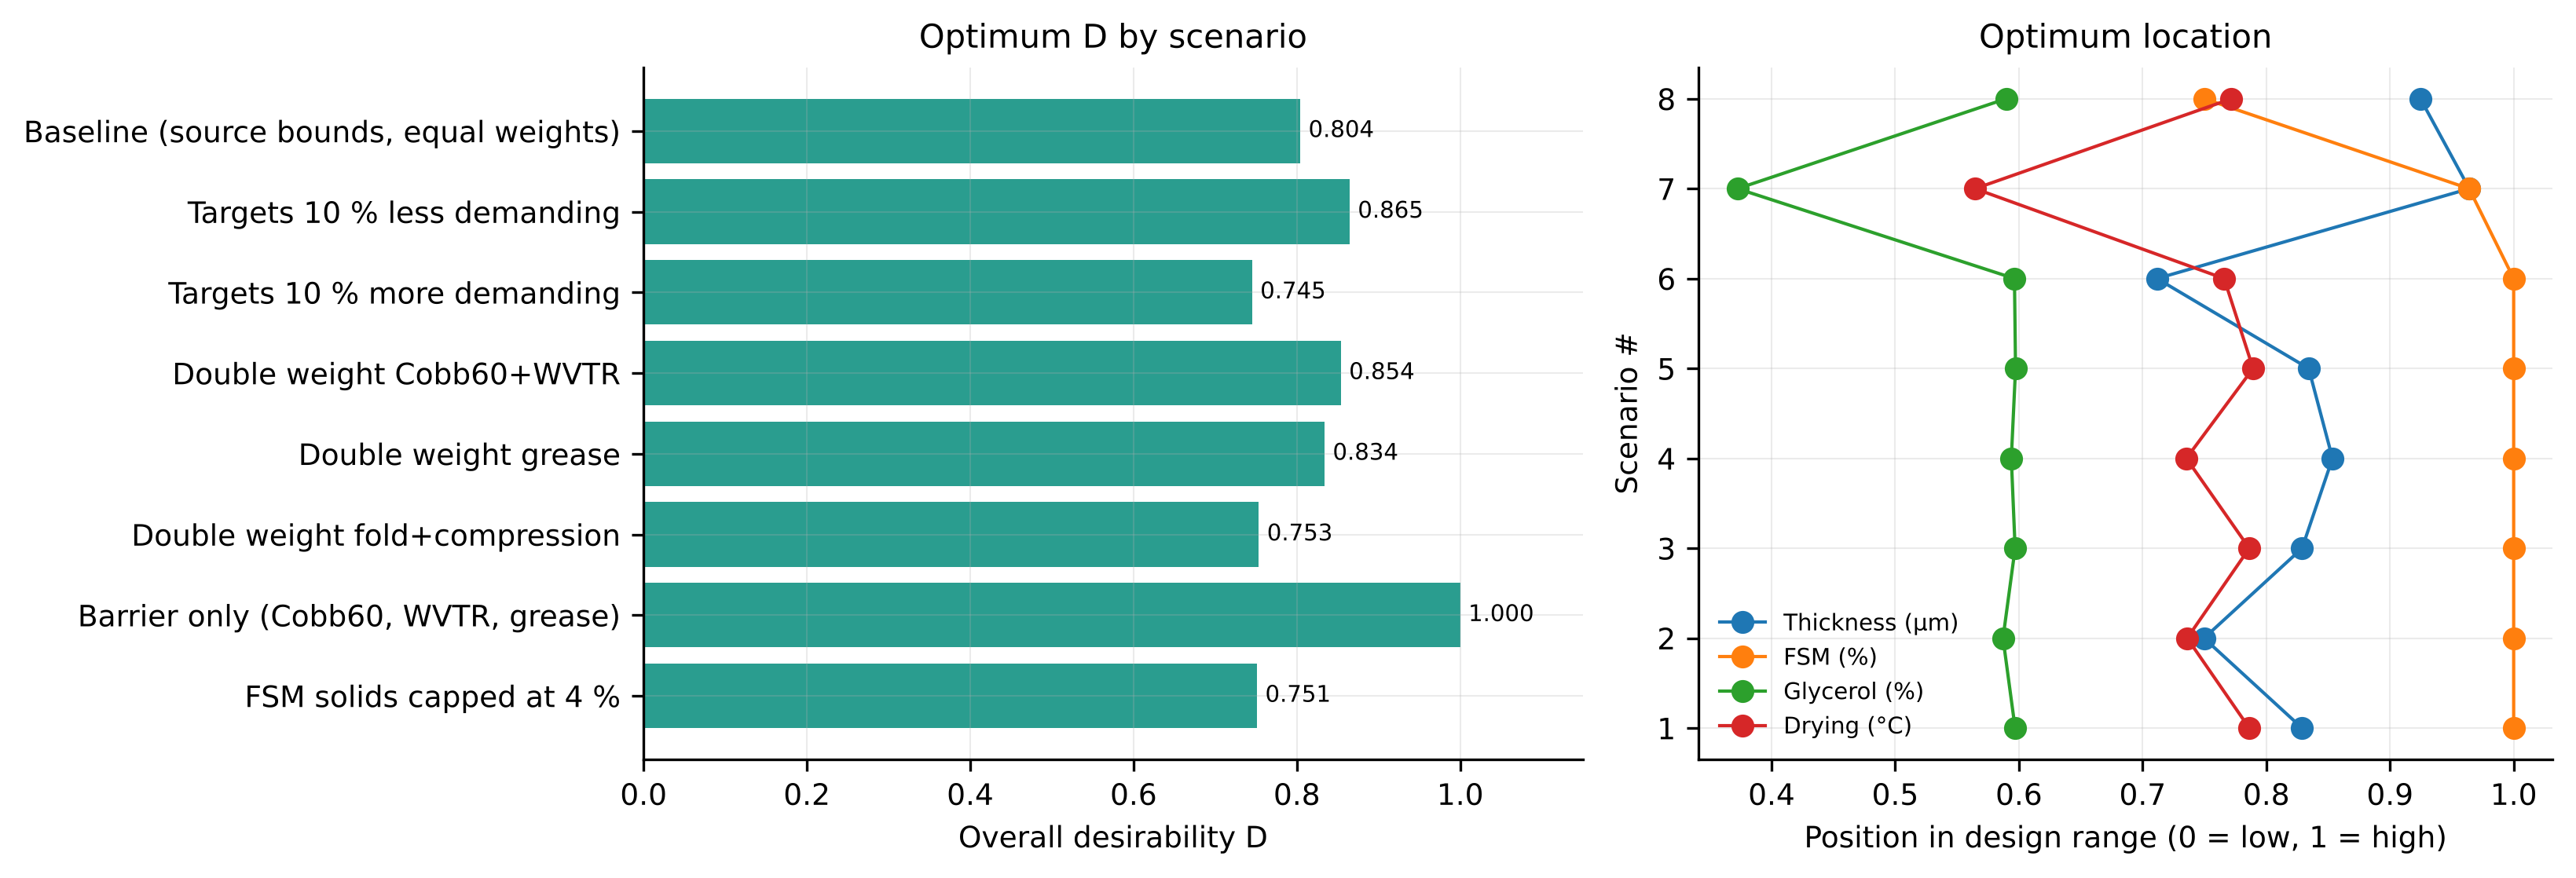 Optimum D by scenario
Baseline (source bounds, equal weights)
0.804
Targets 10 % less demanding
0.865
Targets 10 % more demanding
0.745
Double weight Cobb60+WVTR
0.854
Double weight grease
0.834
Double weight fold+compression
0.753
Barrier only (Cobb60, WVTR, grease)
1.000
FSM solids capped at 4 %
0.751
0.0 0.2 0.4 0.6 0.8 1.0
Overall desirability D
Optimum location
Scenario #
8
7
6
5
4
3
2
1
Thickness (µm)
FSM (%)
Glycerol (%)
Drying (°C)
0.4 0.5 0.6 0.7 0.8 0.9 1.0
Position in design range (0 = low, 1 = high)